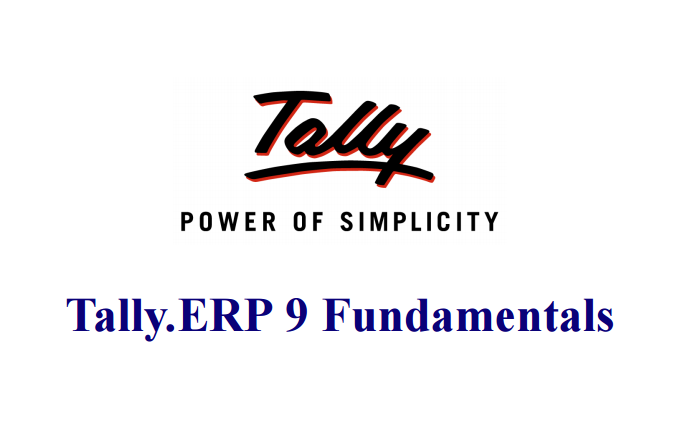 Tally
POWER OF SIMPLICITY
Tally.ERP 9 Fundamentals